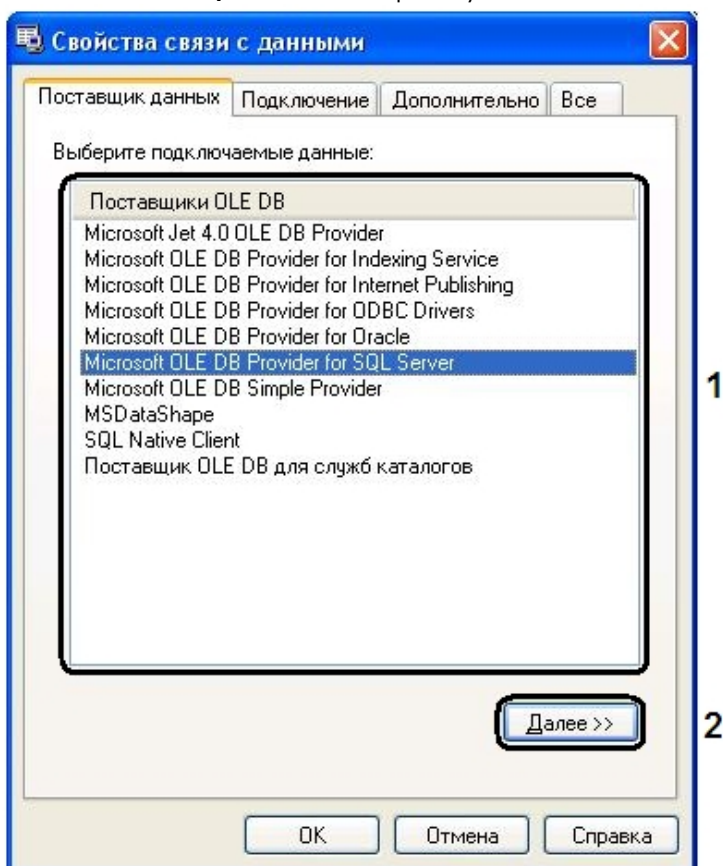 Свойства связи с данными
Поставщик данных Подключение Дополнительно Все
Выберите подключаемые данные:
Поставщики OLE DB
Microsoft Jet 4.0 OLE DB Provider
Microsoft OLE DB Provider for Indexing Service
Microsoft OLE DB Provider for Internet Publishing
Microsoft OLE DB Provider for ODBC Drivers
Microsoft OLE DB Provider for Oracle
Microsoft OLE DB Provider for SQL Server
Microsoft OLE DB Simple Provider
MSDataShape
SQL Native Client
Поставщик OLE DB для служб каталогов
1
Далее >>
2
OK Отмена Справка